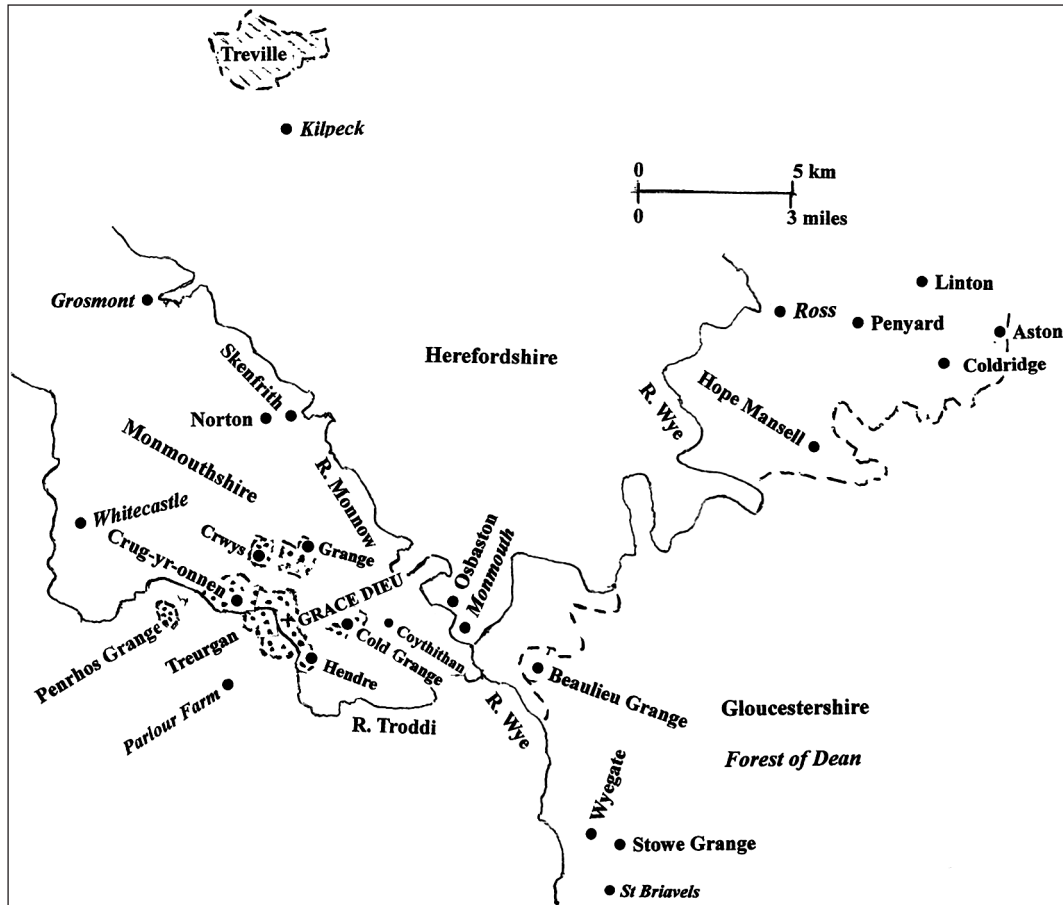 Treville
Kilpeck
0 5 km
0 3 miles
Grosmont
Linton
Ross
Penyard
Aston
Coldridge
Herefordshire
Skenfrith
Norton
Hope Mansell
R. Wye
Monmouthshire
R. Monnow
Whitecastle
Crwys
Grange
Crug-yr-onnen
GRACE DIEU
Osbaston
Monmouth
Penrhos Grange
Treurgan
Cold Grange
Coythithan
Hendre
Parlour Farm
R. Troddi
R. Wye
Beaulieu Grange
Gloucestershire
Forest of Dean
Wyegate
Stowe Grange
St Briavels